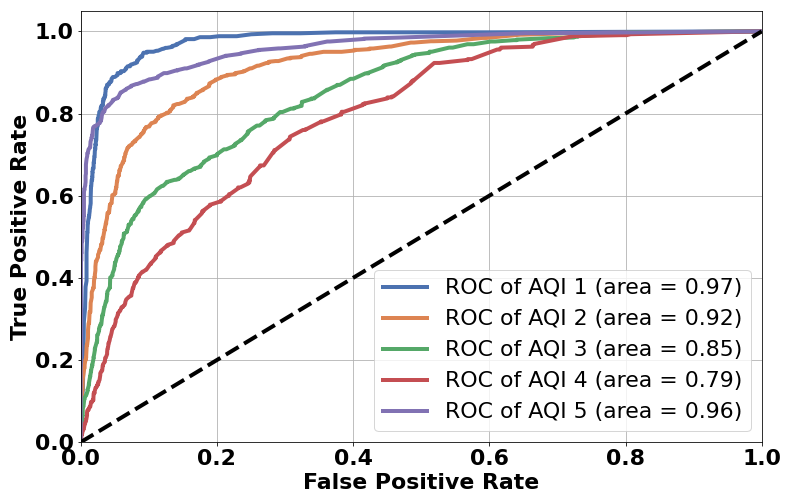 True Positive Rate
1.0
0.8
0.6
0.4
0.2
0.0
ROC of AQI 1 (area = 0.97)
ROC of AQI 2 (area = 0.92)
ROC of AQI 3 (area = 0.85)
ROC of AQI 4 (area = 0.79)
ROC of AQI 5 (area = 0.96)
0.0 0.2 0.4 0.6 0.8 1.0
False Positive Rate